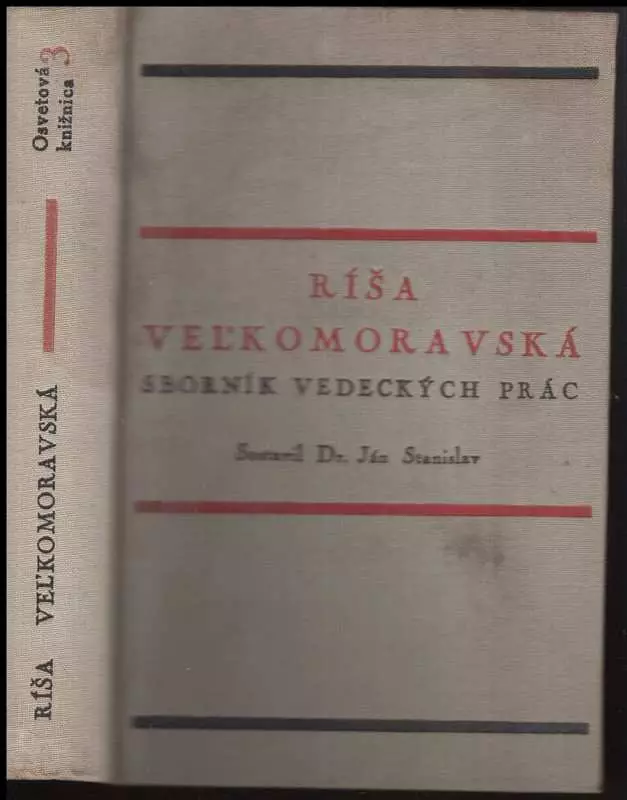 Osvetová
knižnica 3
RÍŠA VEĽKOMORAVSKÁ
RÍŠA
VEĽKOMORAVSKÁ
SBORNÍK VEDECKÝCH PRÁC
Sostavil Dr. Ján Stanislav